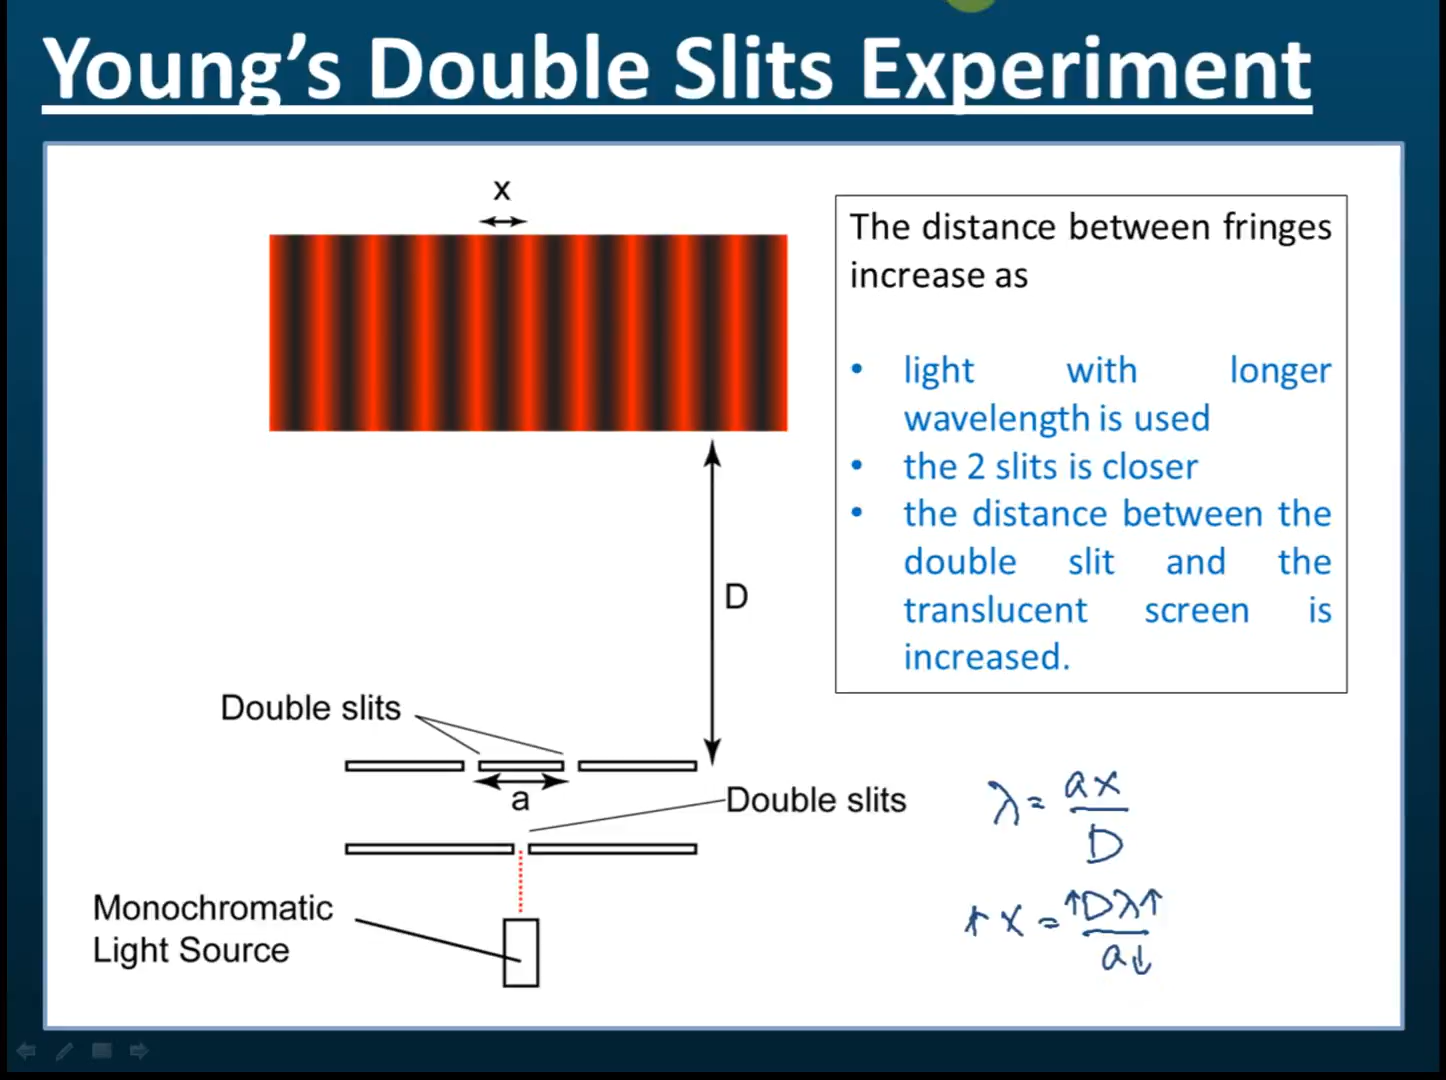 Young's Double Slits Experiment
x
The distance between fringes
increase as
• light with longer
wavelength is used
• the 2 slits is closer
• the distance between the
double slit and the
translucent screen is
increased.
D
Double slits
a
Double slits
Monochromatic
Light Source
λ = ax
D
↑ x = ↑Dλ↑
a↓